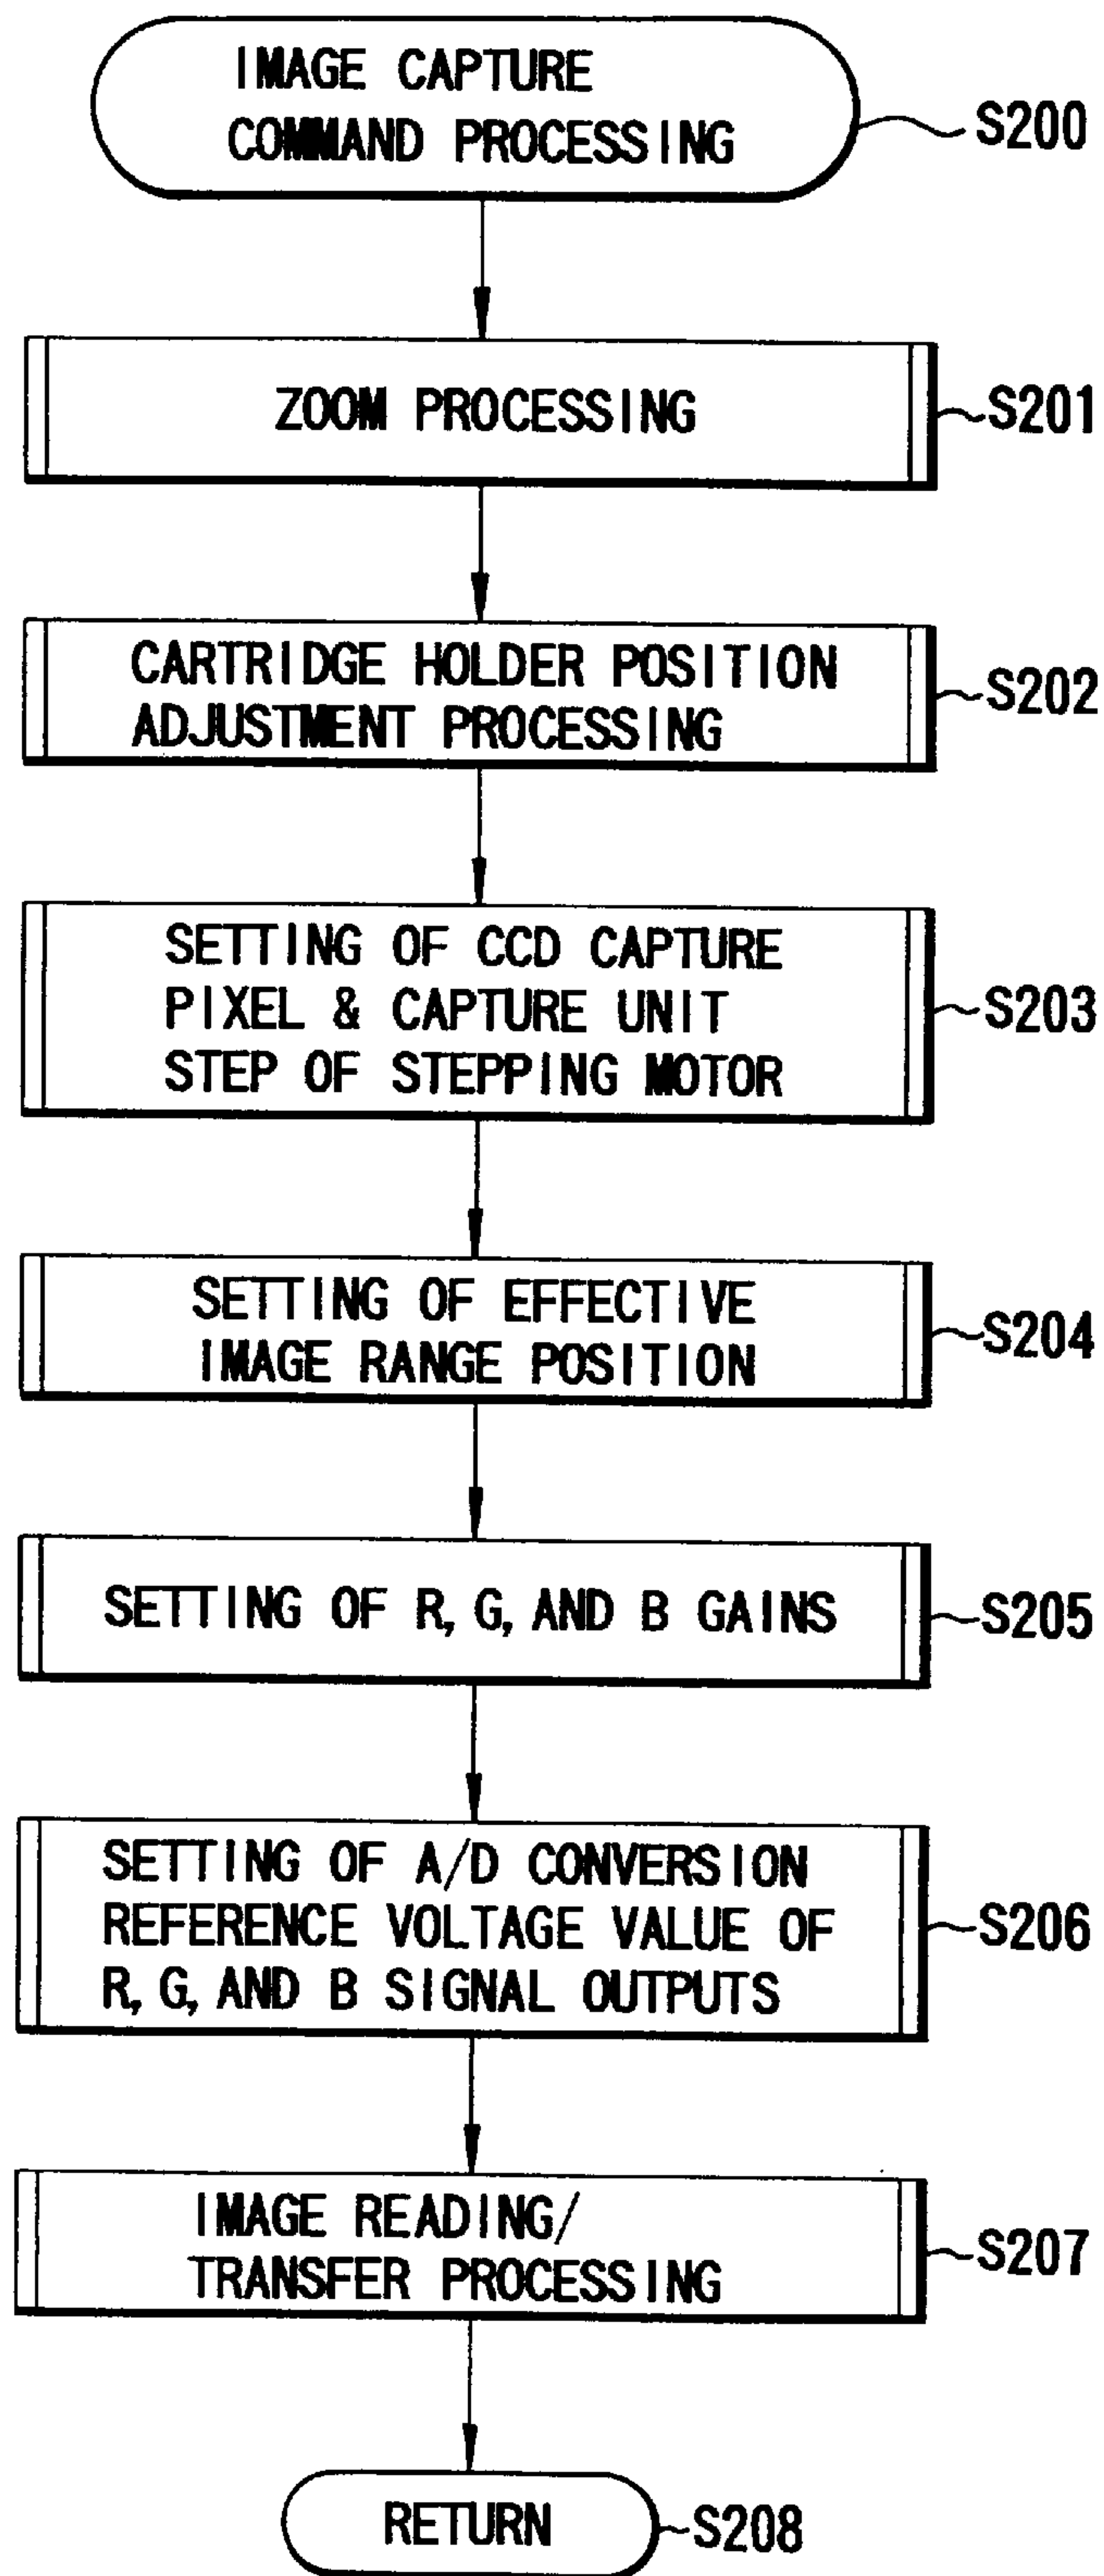 IMAGE CAPTURE
COMMAND PROCESSING
S200
ZOOM PROCESSING
S201
CARTRIDGE HOLDER POSITION
ADJUSTMENT PROCESSING
S202
SETTING OF CCD CAPTURE
PIXEL & CAPTURE UNIT
STEP OF STEPPING MOTOR
S203
SETTING OF EFFECTIVE
IMAGE RANGE POSITION
S204
SETTING OF R, G, AND B GAINS
S205
SETTING OF A/D CONVERSION
REFERENCE VOLTAGE VALUE OF
R, G, AND B SIGNAL OUTPUTS
S206
IMAGE READING/
TRANSFER PROCESSING
S207
RETURN
S208